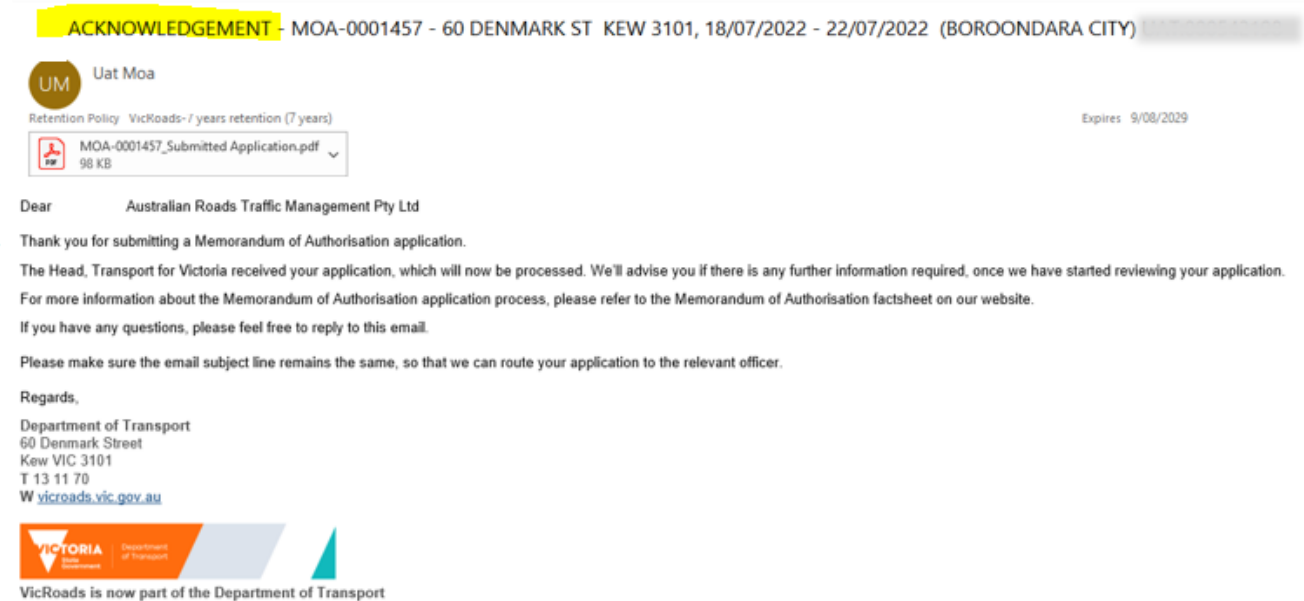 ACKNOWLEDGEMENT - MOA-0001457 - 60 DENMARK ST KEW 3101, 18/07/2022 - 22/07/2022 (BOROONDARA CITY)
UM
Uat Moa
Retention Policy VicRoads-7 years retention (7 years)
Expires 9/08/2029
MOA-0001457_Submitted Application.pdf
PDF
98 KB
Dear Australian Roads Traffic Management Pty Ltd
Thank you for submitting a Memorandum of Authorisation application.
The Head, Transport for Victoria received your application, which will now be processed. We'll advise you if there is any further information required, once we have started reviewing your application.
For more information about the Memorandum of Authorisation application process, please refer to the Memorandum of Authorisation factsheet on our website.
If you have any questions, please feel free to reply to this email.
Please make sure the email subject line remains the same, so that we can route your application to the relevant officer.
Regards,
Department of Transport
60 Denmark Street
Kew VIC 3101
T 13 11 70
W vicroads.vic.gov.au
VICTORIA
State
Government
Department
of Transport
VicRoads is now part of the Department of Transport